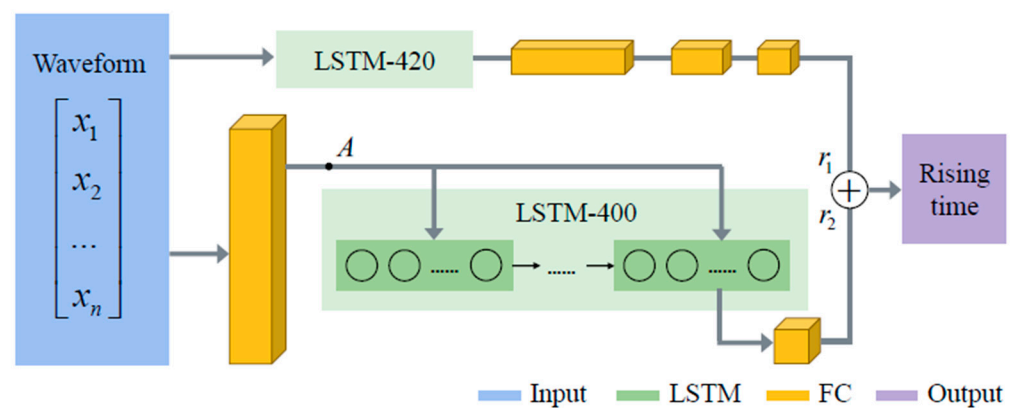 Waveform
x1
x2
...
xn
LSTM-420
A
LSTM-400
...... ...... ......
r1
r2
+
Rising
time
Input LSTM FC Output